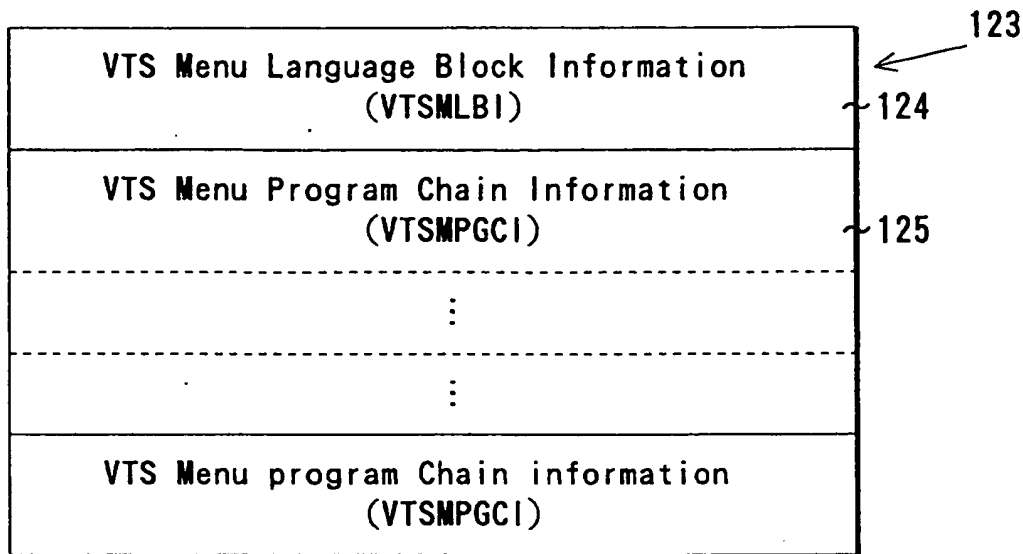 123
VTS Menu Language Block Information
(VTSMLBI)
124
VTS Menu Program Chain Information
(VTSMPGCI)
125
⋮
⋮
VTS Menu program Chain information
(VTSMPGCI)